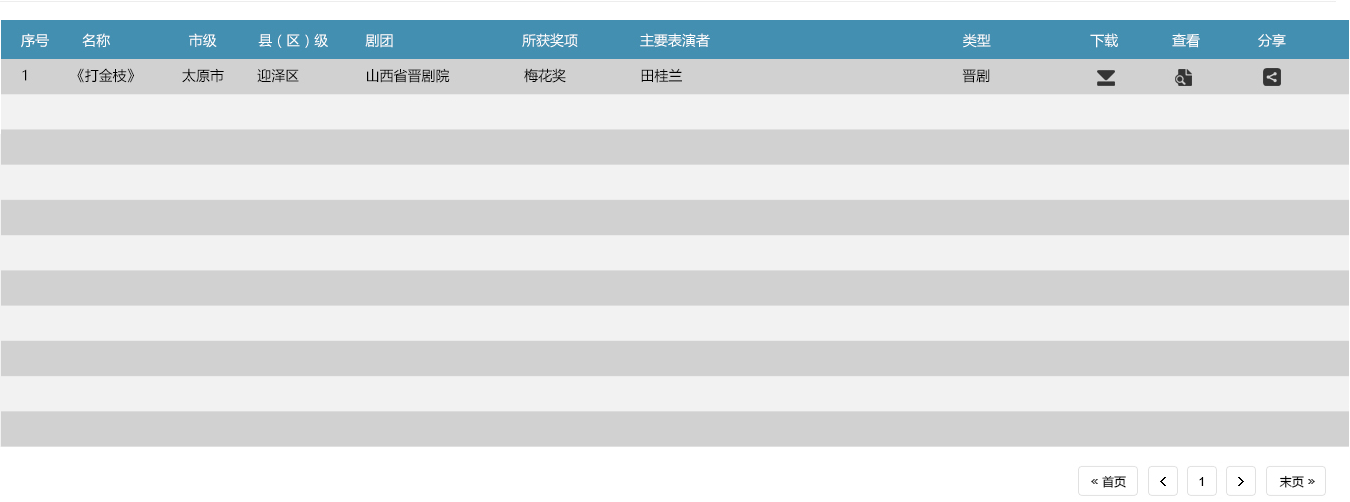 序号 名称 市级 县（区）级 剧团 所获奖项 主要表演者 类型 下载 查看 分享
1 《打金枝》 太原市 迎泽区 山西省晋剧院 梅花奖 田桂兰 晋剧
« 首页 < 1 > 末页 »